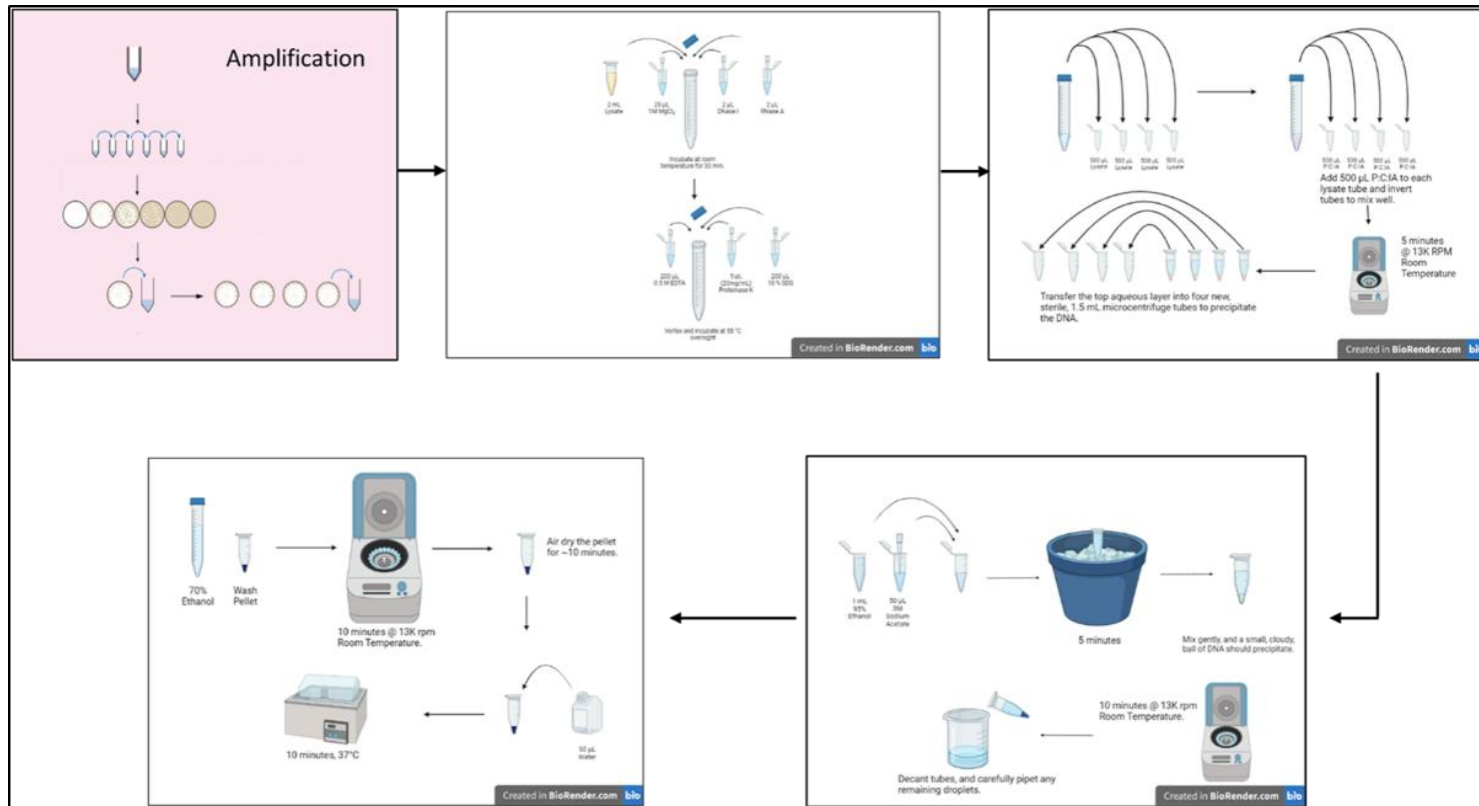 Amplification
2 mL
Lysate
25 µL
1M MgCl₂
2 µL
DNase I
2 µL
RNase A
Incubate at room
temperature for 30 min.
200 µL
0.5 M EDTA
5 µL
(20mg/mL)
Proteinase K
200 µL
10 % SDS
Vortex and incubate at 55 °C
overnight
Created in BioRender.com bio
500 µL
Lysate
500 µL
Lysate
500 µL
Lysate
500 µL
Lysate
500 µL
P:C:IA
500 µL
P:C:IA
500 µL
P:C:IA
500 µL
P:C:IA
Add 500 µL P:C:IA to each
lysate tube and invert
tubes to mix well.
5 minutes
@ 13K RPM
Room
Temperature
Transfer the top aqueous layer into four new,
sterile, 1.5 mL microcentrifuge tubes to precipitate
the DNA.
Created in BioRender.com bio
1 mL
95%
Ethanol
50 µL
3M
Sodium
Acetate
5 minutes
Mix gently, and a small, cloudy,
ball of DNA should precipitate.
10 minutes @ 13K rpm
Room Temperature.
Decant tubes, and carefully pipet any
remaining droplets.
Created in BioRender.com bio
70%
Ethanol
Wash
Pellet
10 minutes @ 13K rpm
Room Temperature.
Air dry the pellet
for ~10 minutes.
50 µL
Water
10 minutes, 37°C
Created in BioRender.com bio